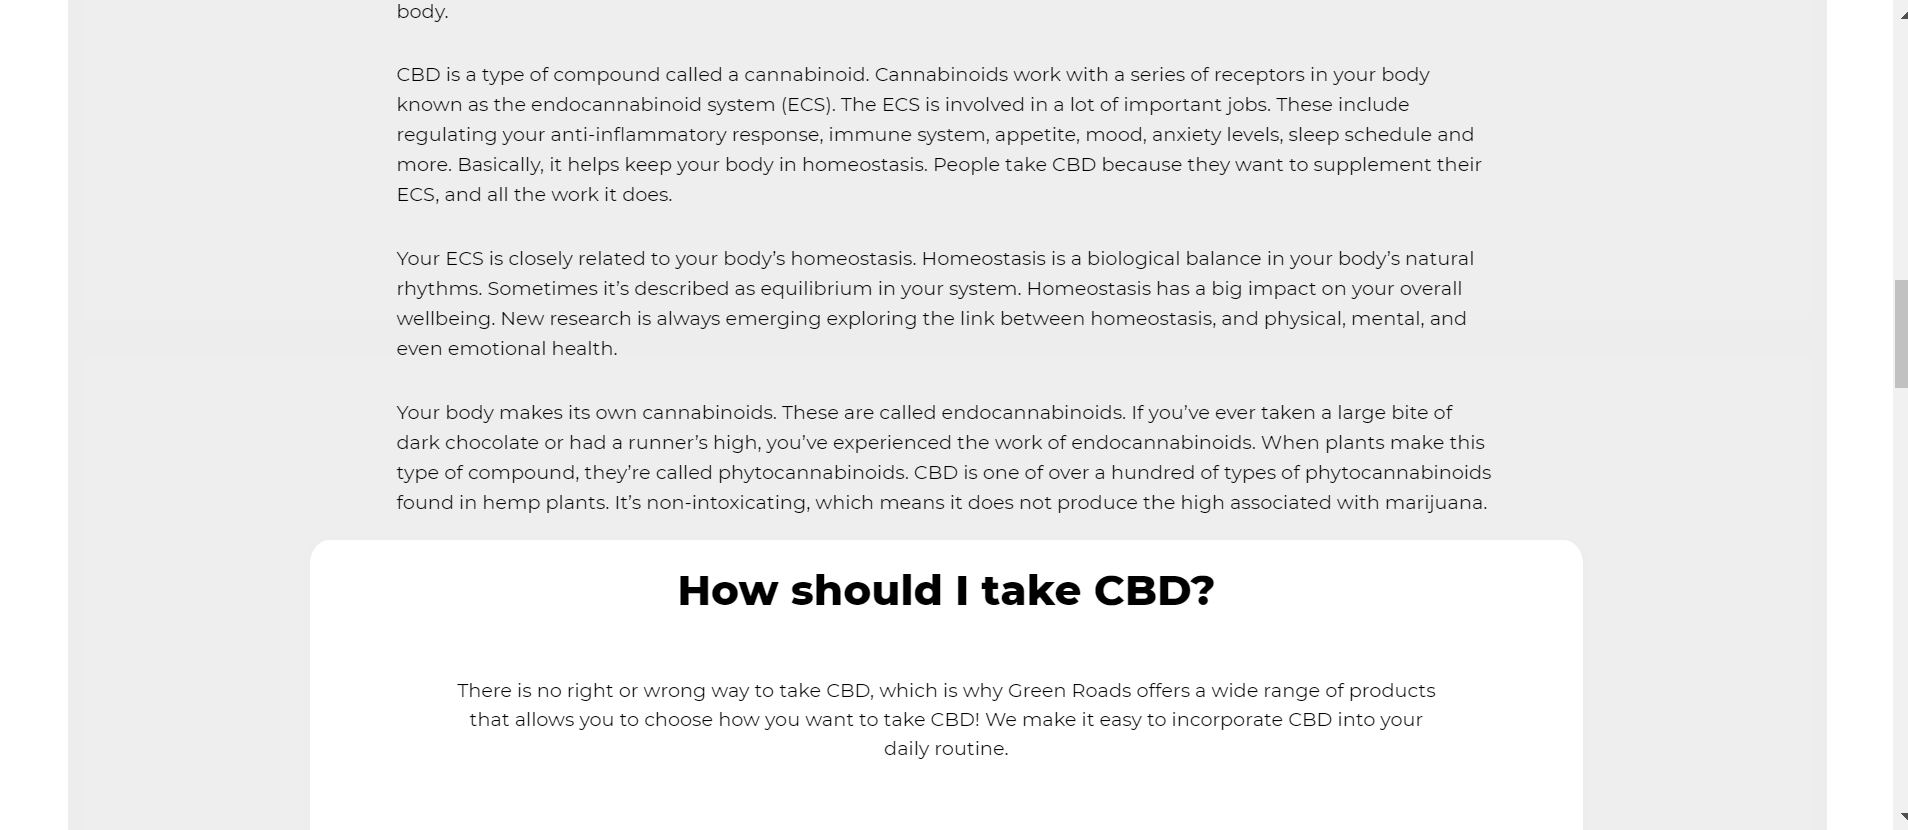 body.
CBD is a type of compound called a cannabinoid. Cannabinoids work with a series of receptors in your body
known as the endocannabinoid system (ECS). The ECS is involved in a lot of important jobs. These include
regulating your anti-inflammatory response, immune system, appetite, mood, anxiety levels, sleep schedule and
more. Basically, it helps keep your body in homeostasis. People take CBD because they want to supplement their
ECS, and all the work it does.
Your ECS is closely related to your body’s homeostasis. Homeostasis is a biological balance in your body’s natural
rhythms. Sometimes it’s described as equilibrium in your system. Homeostasis has a big impact on your overall
wellbeing. New research is always emerging exploring the link between homeostasis, and physical, mental, and
even emotional health.
Your body makes its own cannabinoids. These are called endocannabinoids. If you’ve ever taken a large bite of
dark chocolate or had a runner’s high, you’ve experienced the work of endocannabinoids. When plants make this
type of compound, they’re called phytocannabinoids. CBD is one of over a hundred of types of phytocannabinoids
found in hemp plants. It’s non-intoxicating, which means it does not produce the high associated with marijuana.
How should I take CBD?
There is no right or wrong way to take CBD, which is why Green Roads offers a wide range of products
that allows you to choose how you want to take CBD! We make it easy to incorporate CBD into your
daily routine.